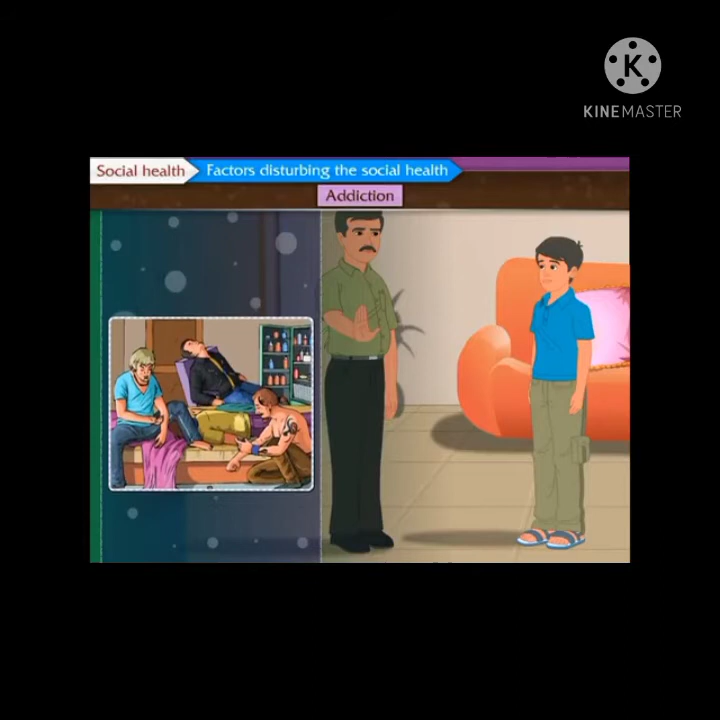 K
KINEMASTER
Social health Factors disturbing the social health
Addiction